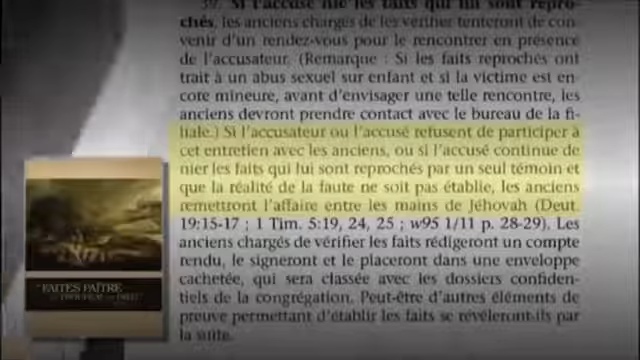 39. Si l'accusé nie les faits qui lui sont repro-
chés, les anciens chargés de les vérifier tenteront de con-
venir d'un rendez-vous pour le rencontrer en présence
de l'accusateur. (Remarque : Si les faits reprochés ont
trait à un abus sexuel sur enfant et si la victime est en-
core mineure, avant d'envisager une telle rencontre, les
anciens devront prendre contact avec le bureau de la fi-
liale.) Si l'accusateur ou l'accusé refusent de participer à
cet entretien avec les anciens, ou si l'accusé continue de
nier les faits qui lui sont reprochés par un seul témoin et
que la réalité de la faute ne soit pas établie, les anciens
remettront l'affaire entre les mains de Jéhovah (Deut.
19:15-17 ; 1 Tim. 5:19, 24, 25 ; w95 1/11 p. 28-29). Les
anciens chargés de vérifier les faits rédigeront un compte
rendu, le signeront et le placeront dans une enveloppe
cachetée, qui sera classée avec les dossiers confiden-
tiels de la congrégation. Peut-être d'autres éléments de
preuve permettant d'établir les faits se révéleront-ils par
la suite.
"FAITES PAÎTRE